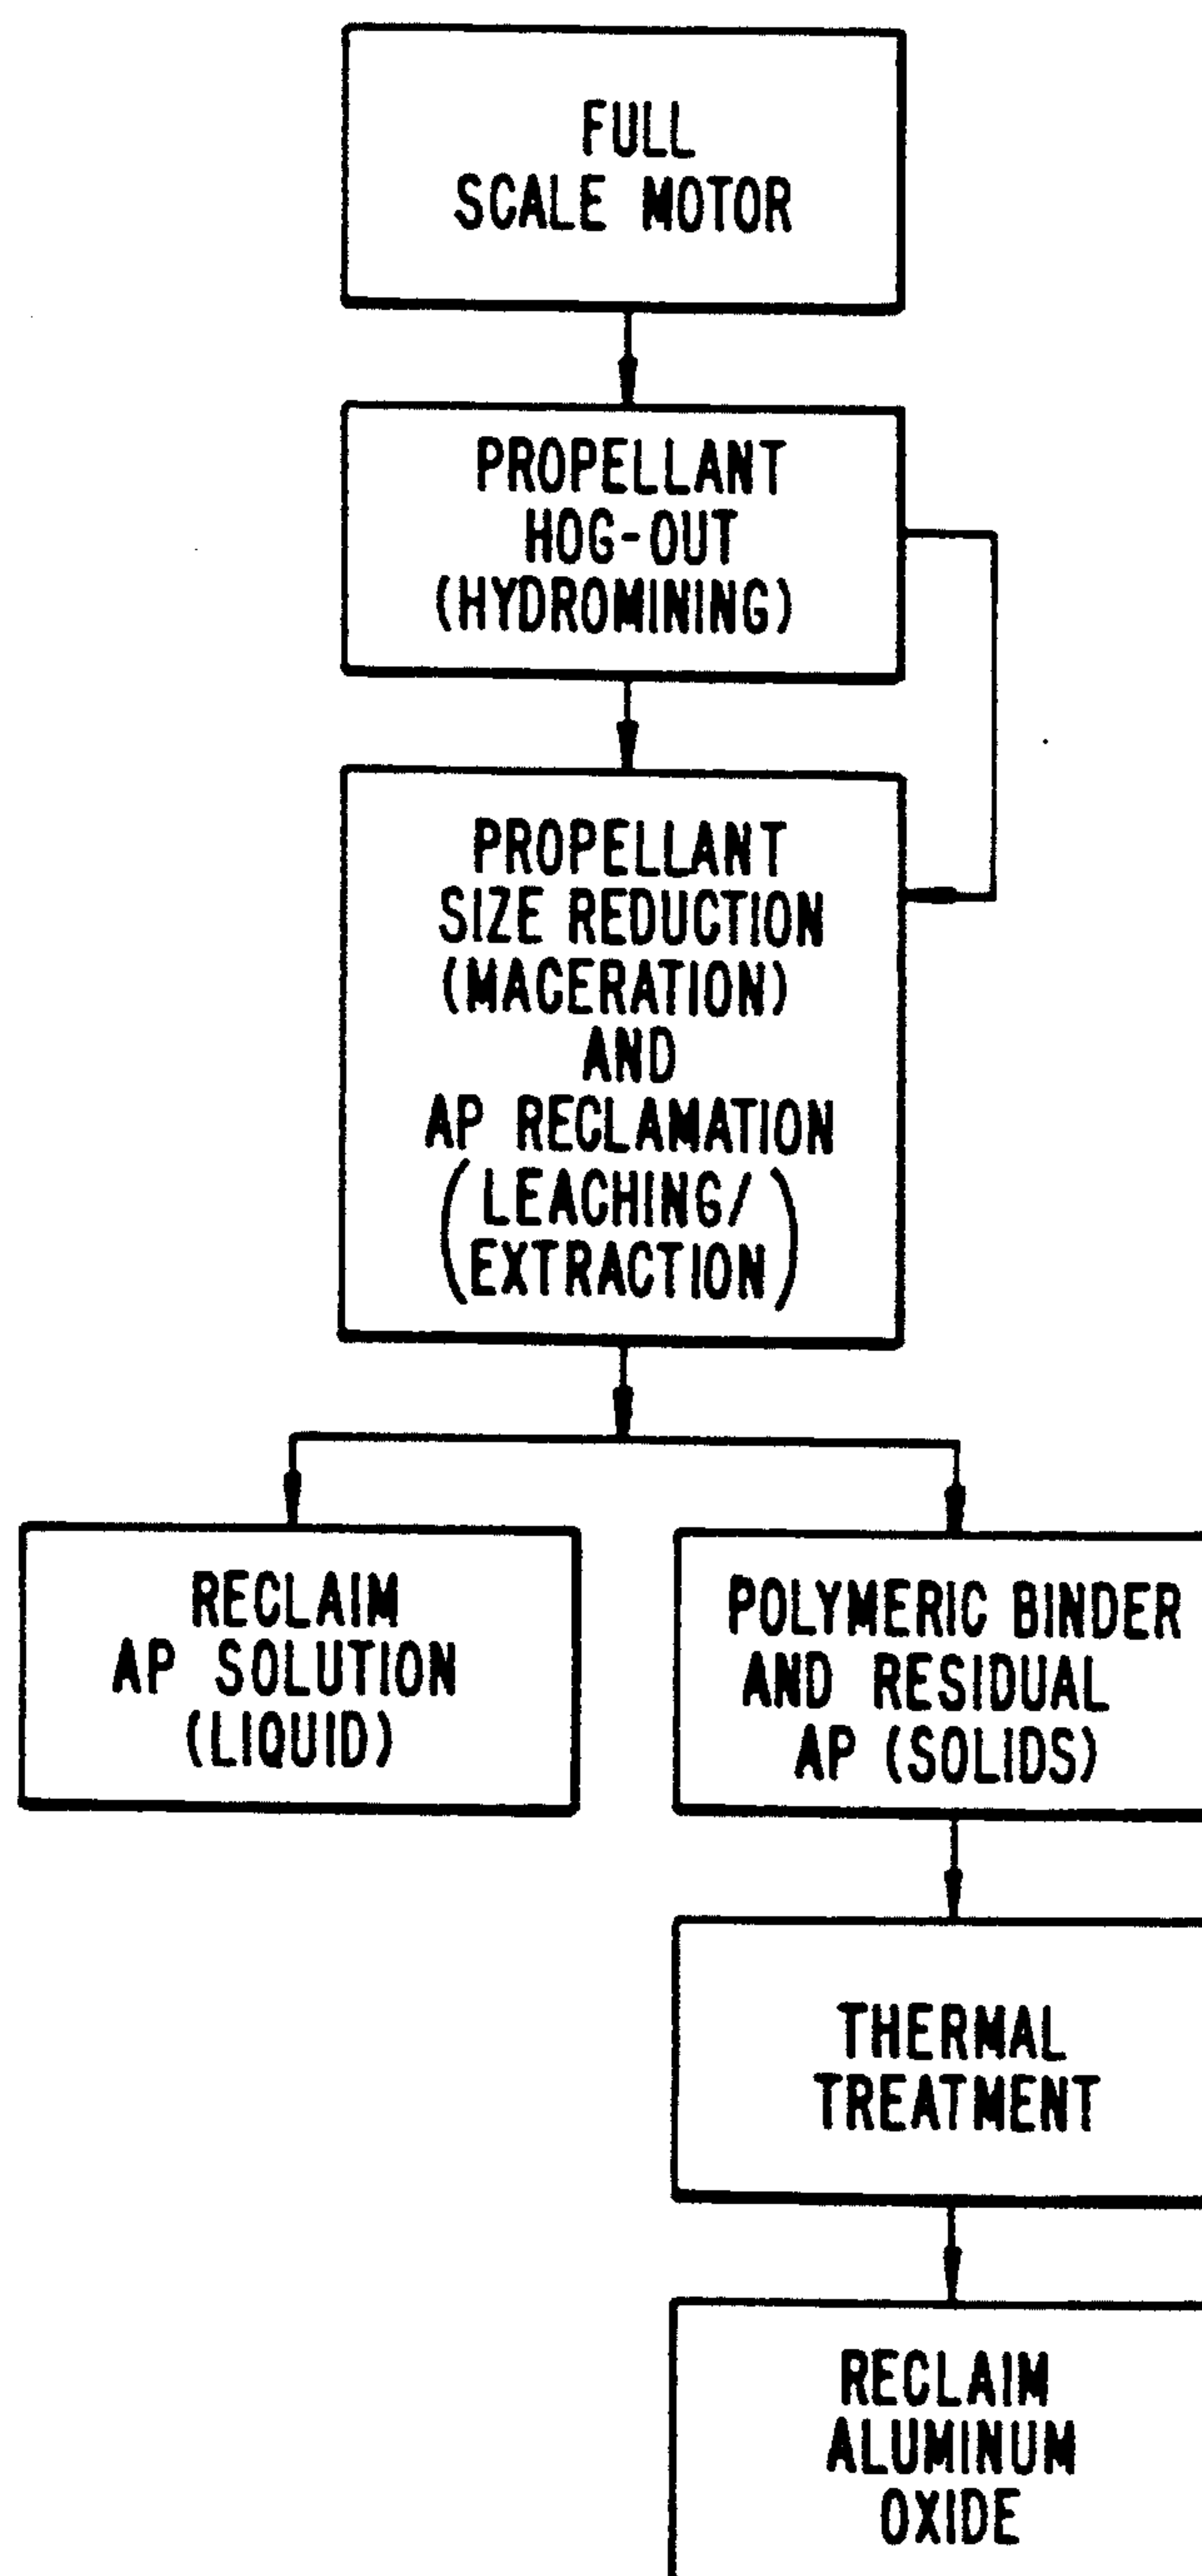 FULL
SCALE MOTOR
PROPELLANT
HOG-OUT
(HYDROMINING)
PROPELLANT
SIZE REDUCTION
(MACERATION)
AND
AP RECLAMATION
(LEACHING/
EXTRACTION)
RECLAIM
AP SOLUTION
(LIQUID)
POLYMERIC BINDER
AND RESIDUAL
AP (SOLIDS)
THERMAL
TREATMENT
RECLAIM
ALUMINUM
OXIDE